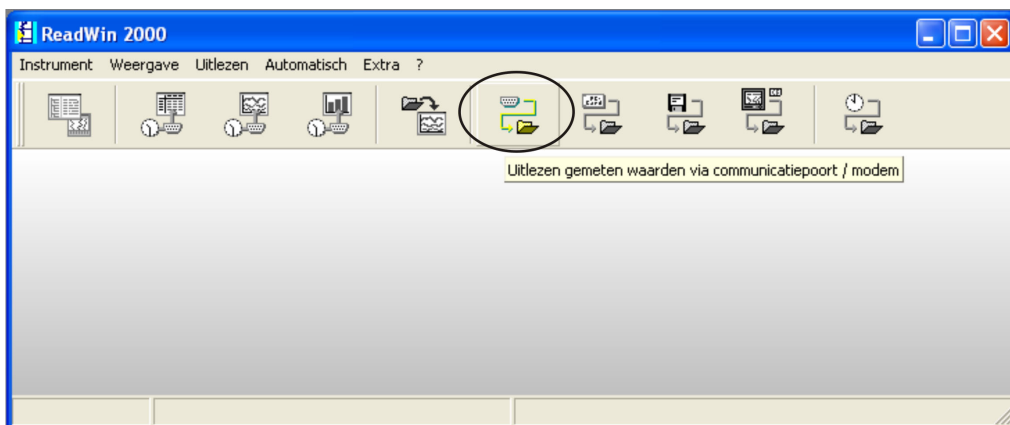 ReadWin 2000
Instrument Weergave Uitlezen Automatisch Extra ?
Uitlezen gemeten waarden via communicatiepoort / modem